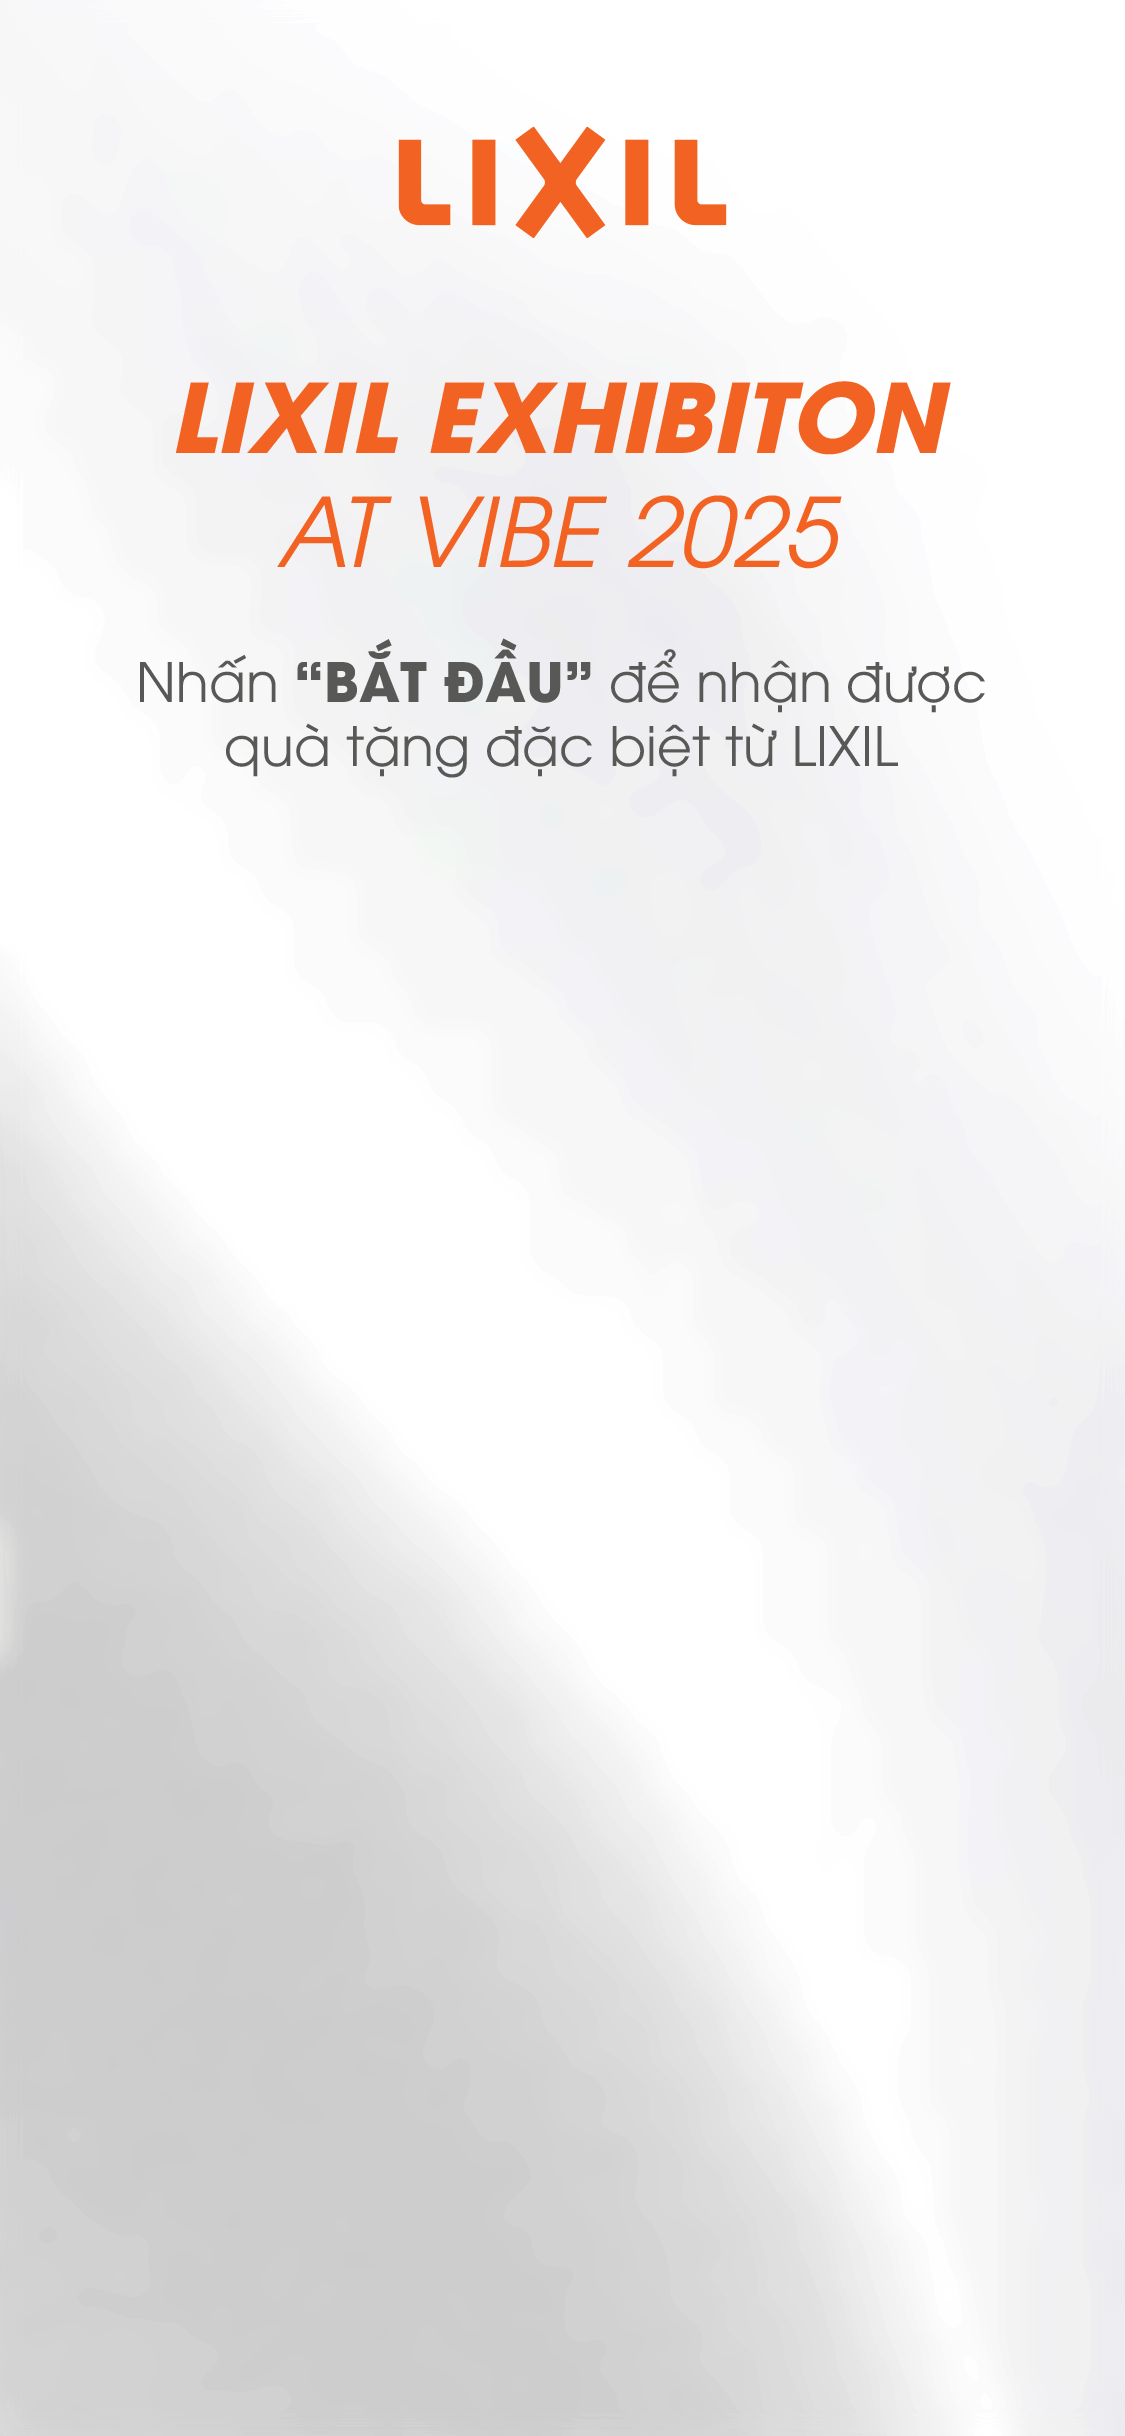 LIXIL
LIXIL EXHIBITON
AT VIBE 2025
Nhấn “BẮT ĐẦU” để nhận được
quà tặng đặc biệt từ LIXIL